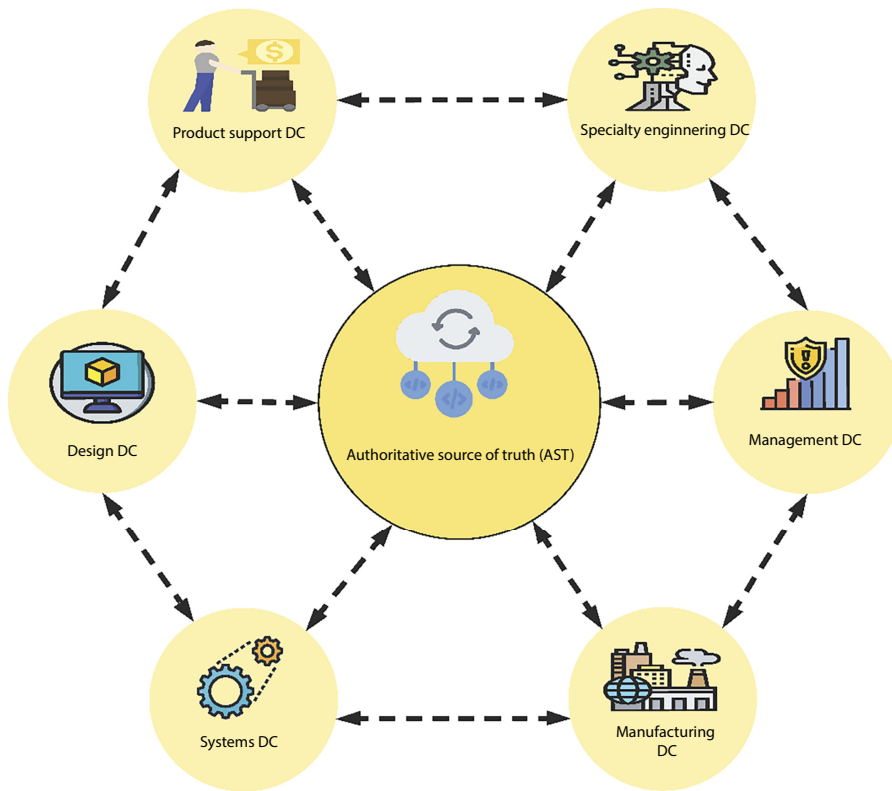 Product support DC
Specialty enginnering DC
Authoritative source of truth (AST)
Design DC
Management DC
Systems DC
Manufacturing
DC